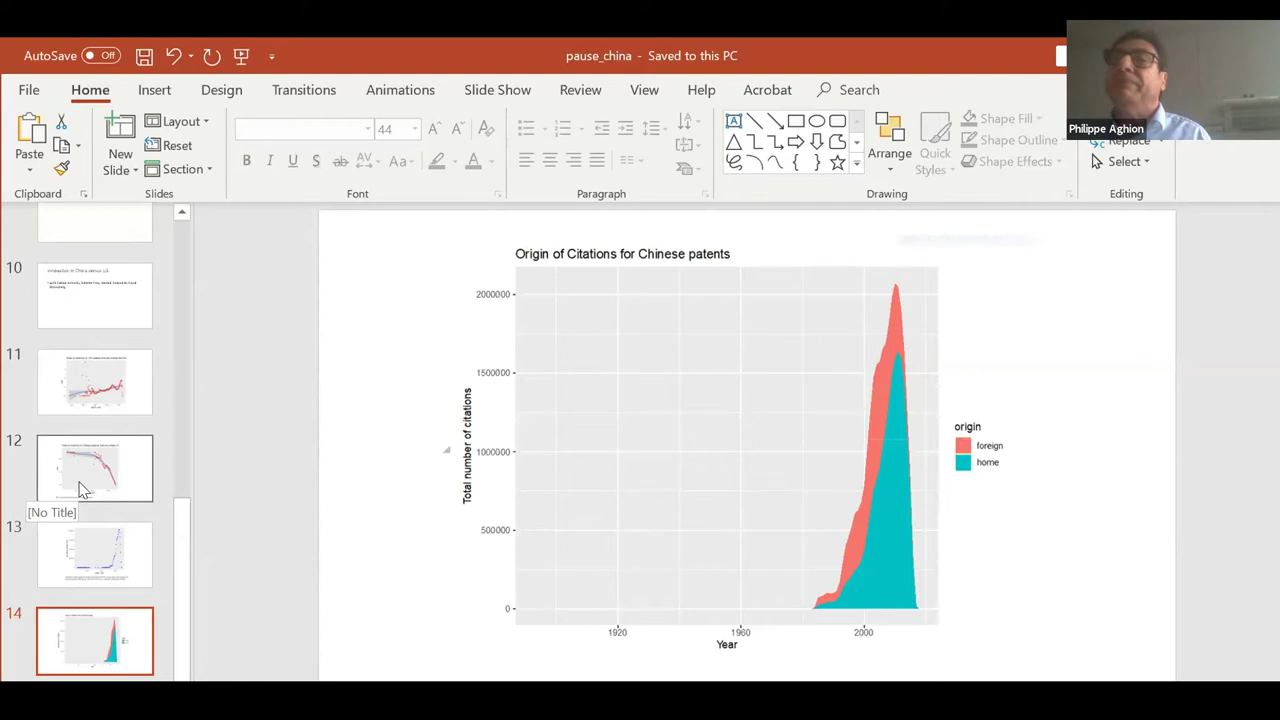 AutoSave Off
pause_china - Saved to this PC
File Home Insert Design Transitions Animations Slide Show Review View Help Acrobat Search
Philippe Aghion
Paste
New Slide
Layout
Reset
Section
44
B I U S ab AV Aa A
Arrange
Quick Styles
Shape Fill
Shape Outline
Shape Effects
Replace
Select
Clipboard Slides Font Paragraph Drawing Editing
10
11
12
[No Title]
13
14
Origin of Citations for Chinese patents
Total number of citations
2000000
1500000
1000000
500000
0
1920 1960 2000
Year
origin
foreign
home